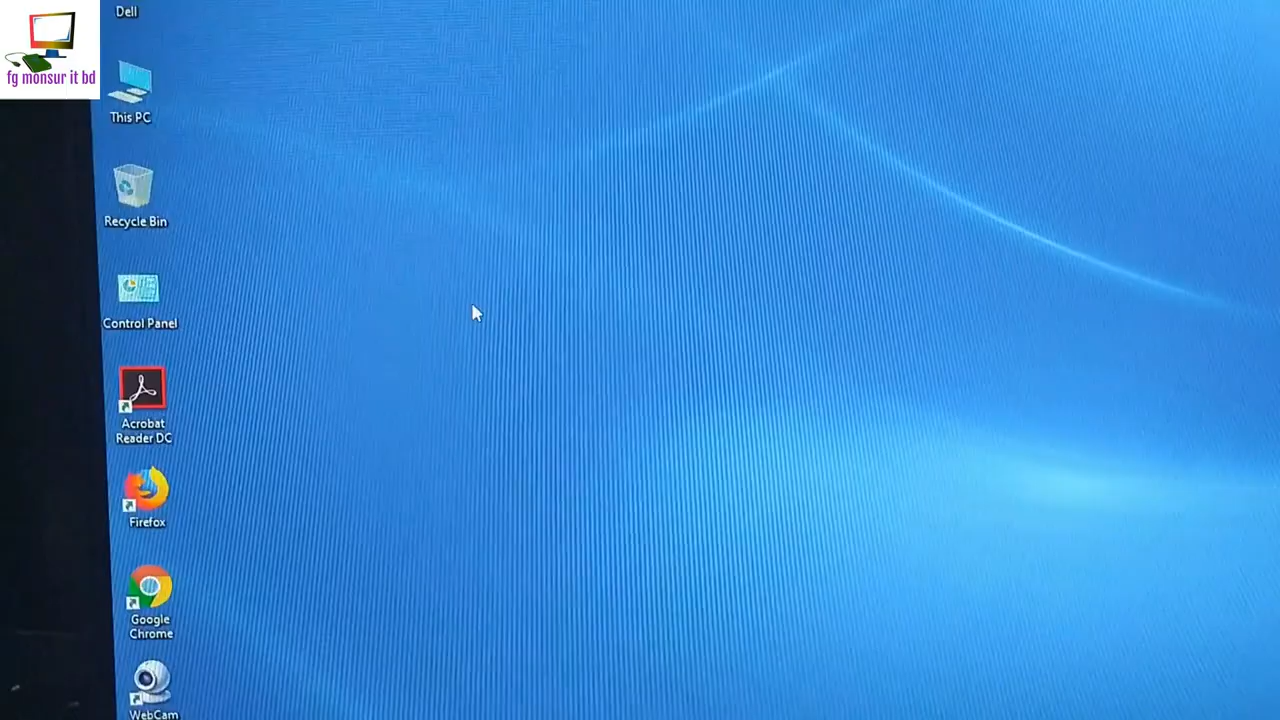 fg monsur it bd
Dell
This PC
Recycle Bin
Control Panel
Acrobat
Reader DC
Firefox
Google
Chrome
WebCam